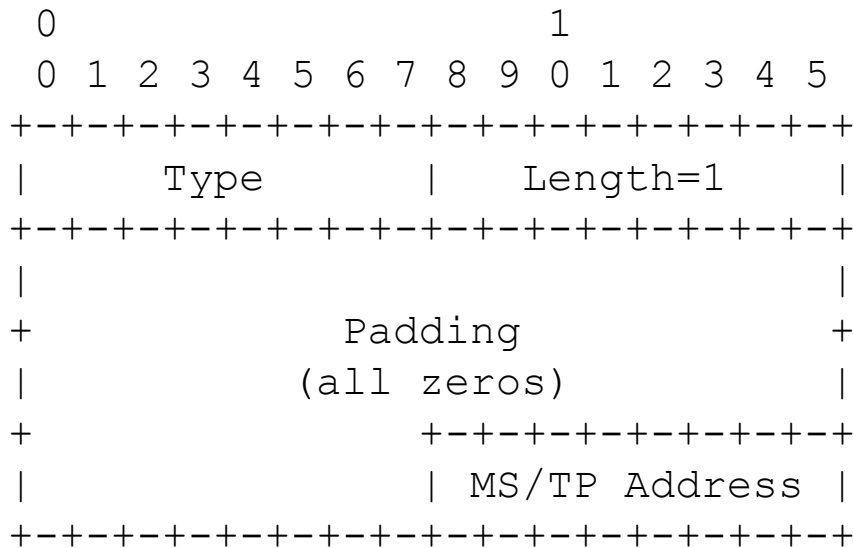 0                   1
 0 1 2 3 4 5 6 7 8 9 0 1 2 3 4 5
+-+-+-+-+-+-+-+-+-+-+-+-+-+-+-+-+
|     Type      |   Length=1    |
+-+-+-+-+-+-+-+-+-+-+-+-+-+-+-+-+
|                               |
+            Padding            +
|          (all zeros)          |
+               +-+-+-+-+-+-+-+-+
|               | MS/TP Address |
+-+-+-+-+-+-+-+-+-+-+-+-+-+-+-+-+